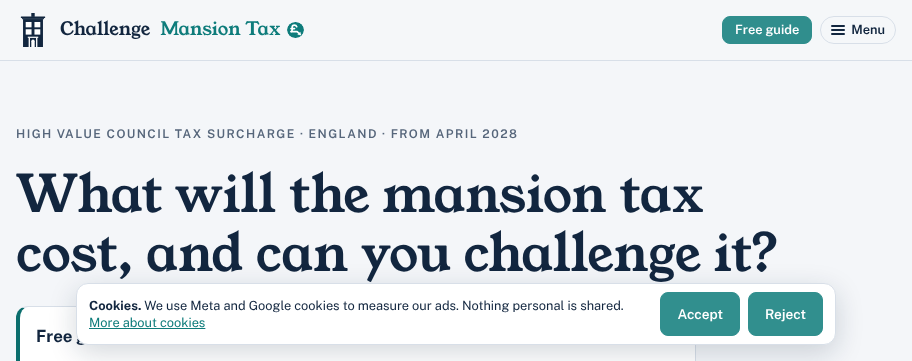 Challenge Mansion Tax £
Free guide
Menu
HIGH VALUE COUNCIL TAX SURCHARGE · ENGLAND · FROM APRIL 2028
What will the mansion tax
cost, and can you challenge it?
Cookies. We use Meta and Google cookies to measure our ads. Nothing personal is shared.
More about cookies
Accept
Reject
Free